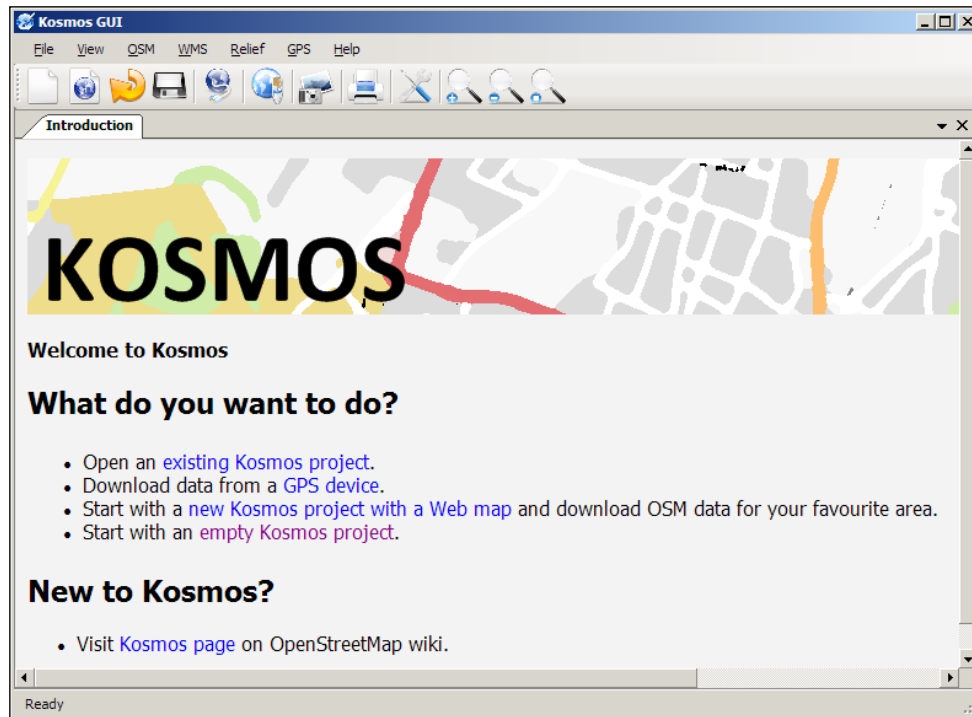 Kosmos GUI
File View OSM WMS Relief GPS Help
Introduction
KOSMOS
Welcome to Kosmos
What do you want to do?
• Open an existing Kosmos project.
• Download data from a GPS device.
• Start with a new Kosmos project with a Web map and download OSM data for your favourite area.
• Start with an empty Kosmos project.
New to Kosmos?
• Visit Kosmos page on OpenStreetMap wiki.
Ready